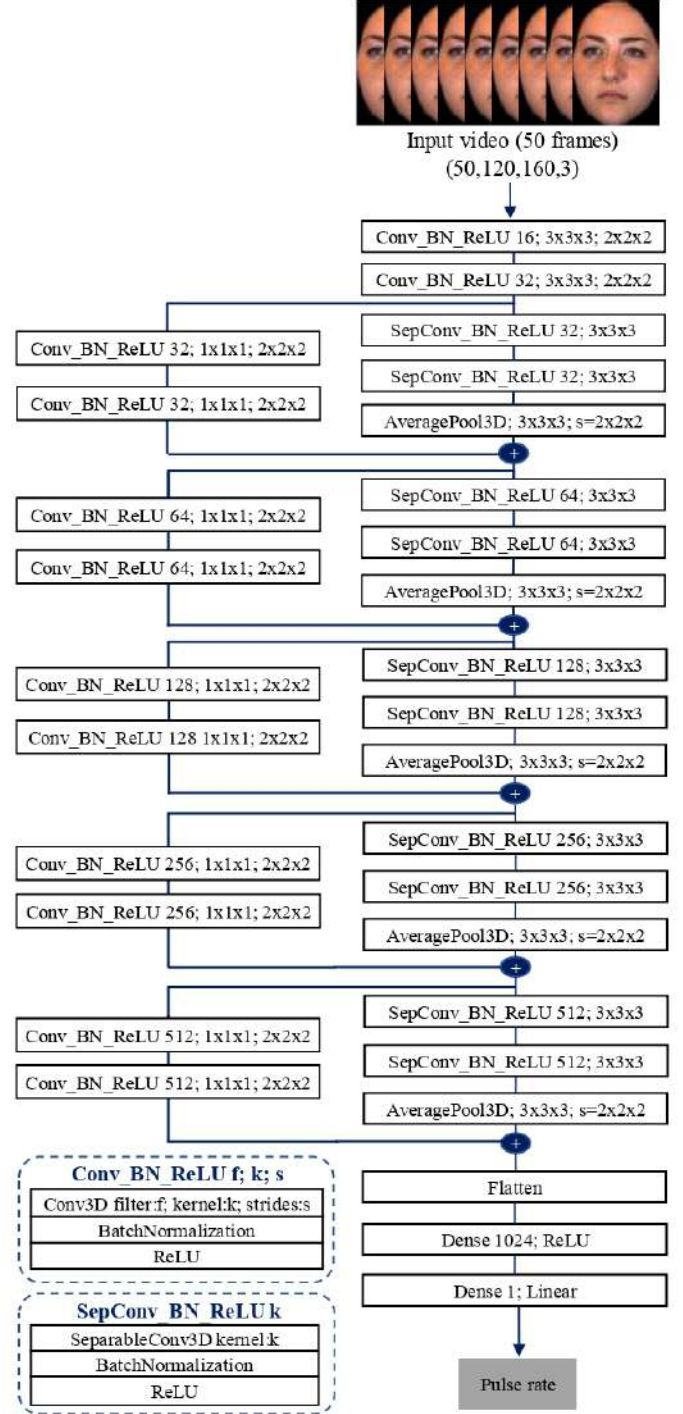 Input video (50 frames)
(50,120,160,3)
Conv_BN_ReLU 16; 3x3x3; 2x2x2
Conv_BN_ReLU 32; 3x3x3; 2x2x2
SepConv_BN_ReLU 32; 3x3x3
Conv_BN_ReLU 32; 1x1x1; 2x2x2
SepConv_BN_ReLU 32; 3x3x3
Conv_BN_ReLU 32; 1x1x1; 2x2x2
AveragePool3D; 3x3x3; s=2x2x2
+
SepConv_BN_ReLU 64; 3x3x3
Conv_BN_ReLU 64; 1x1x1; 2x2x2
SepConv_BN_ReLU 64; 3x3x3
Conv_BN_ReLU 64; 1x1x1; 2x2x2
AveragePool3D; 3x3x3; s=2x2x2
+
SepConv_BN_ReLU 128; 3x3x3
Conv_BN_ReLU 128; 1x1x1; 2x2x2
SepConv_BN_ReLU 128; 3x3x3
Conv_BN_ReLU 128 1x1x1; 2x2x2
AveragePool3D; 3x3x3; s=2x2x2
+
SepConv_BN_ReLU 256; 3x3x3
Conv_BN_ReLU 256; 1x1x1; 2x2x2
SepConv_BN_ReLU 256; 3x3x3
Conv_BN_ReLU 256; 1x1x1; 2x2x2
AveragePool3D; 3x3x3; s=2x2x2
+
SepConv_BN_ReLU 512; 3x3x3
Conv_BN_ReLU 512; 1x1x1; 2x2x2
SepConv_BN_ReLU 512; 3x3x3
Conv_BN_ReLU 512; 1x1x1; 2x2x2
AveragePool3D; 3x3x3; s=2x2x2
+
Flatten
Dense 1024; ReLU
Dense 1; Linear
Pulse rate
Conv_BN_ReLU f; k; s
Conv3D filter:f; kernel:k; strides:s
BatchNormalization
ReLU
SepConv_BN_ReLU k
SeparableConv3D kernel:k
BatchNormalization
ReLU